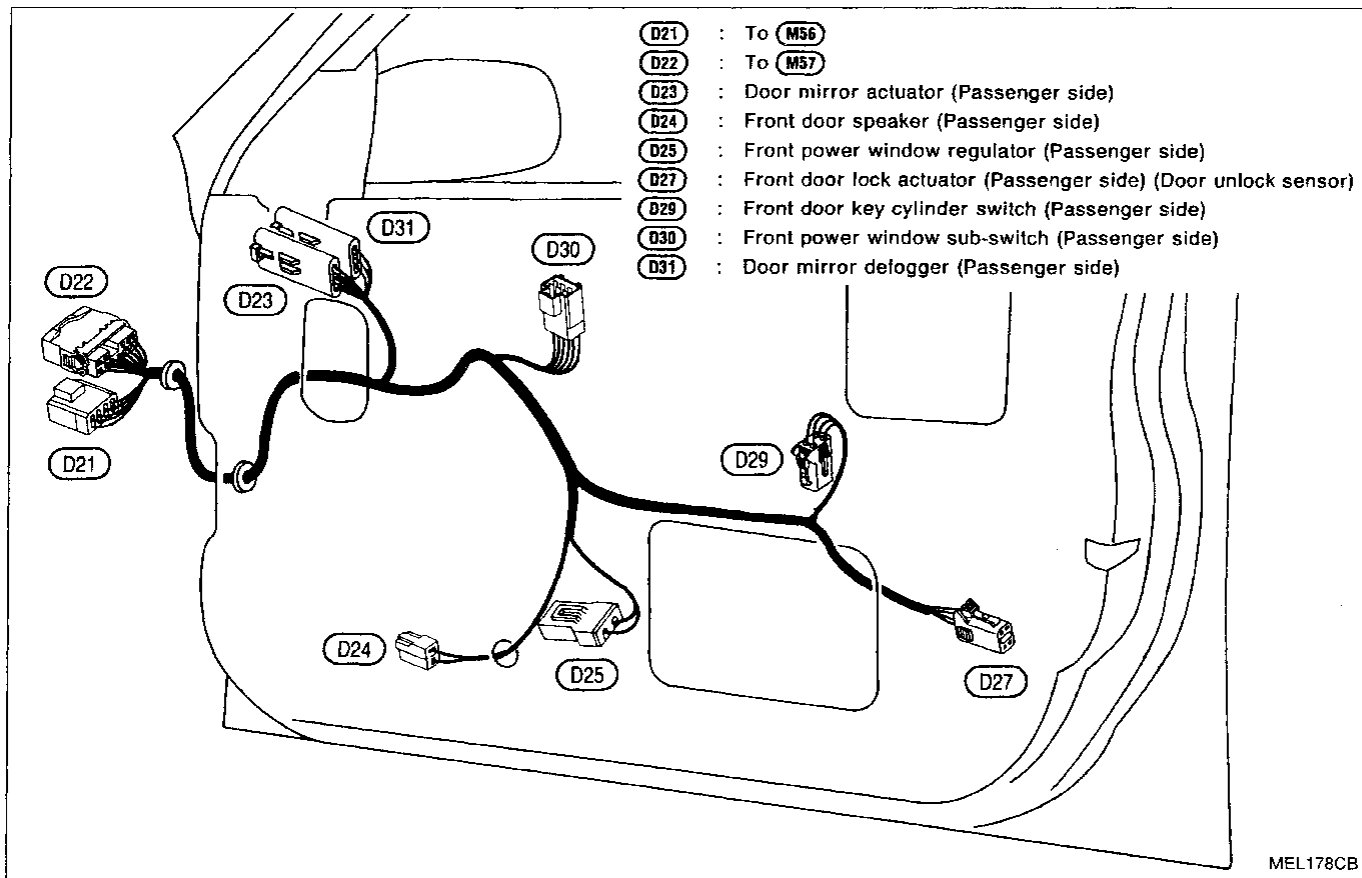 D21 : To M56
D22 : To M57
D23 : Door mirror actuator (Passenger side)
D24 : Front door speaker (Passenger side)
D25 : Front power window regulator (Passenger side)
D27 : Front door lock actuator (Passenger side) (Door unlock sensor)
D29 : Front door key cylinder switch (Passenger side)
D30 : Front power window sub-switch (Passenger side)
D31 : Door mirror defogger (Passenger side)
D31
D30
D22
D23
D21
D29
D24
D25
D27
MEL178CB